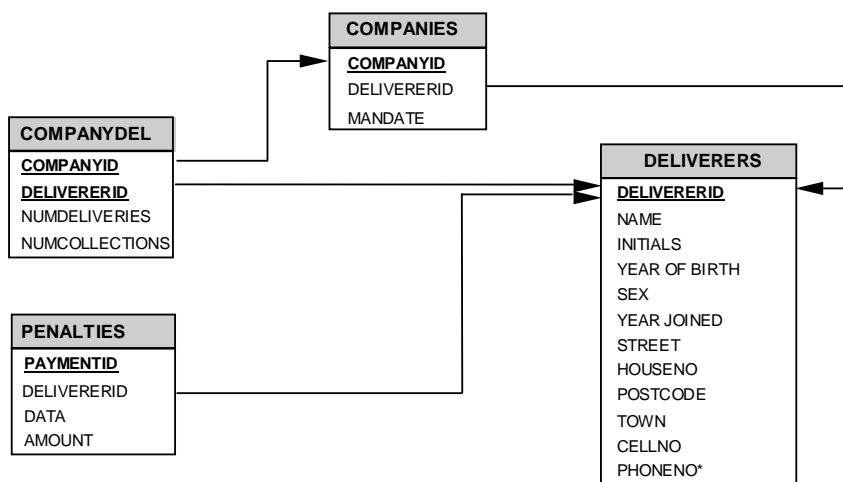 COMPANIES
COMPANYID
DELIVERERID
MANDATE
COMPANYDEL
COMPANYID
DELIVERERID
NUMDELIVERIES
NUMCOLLECTIONS
DELIVERERS
DELIVERERID
NAME
INITIALS
YEAR OF BIRTH
SEX
YEAR JOINED
STREET
HOUSENO
POSTCODE
TOWN
CELLNO
PHONENO*
PENALTIES
PAYMENTID
DELIVERERID
DATA
AMOUNT